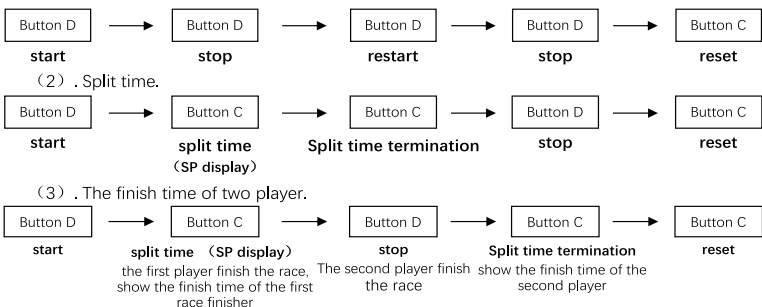 Button D Button D Button D Button D Button C
start stop restart stop reset
（2）. Split time.
Button D Button C Button C Button D Button C
start split time Split time termination stop reset
（SP display）
（3）. The finish time of two player.
Button D Button C Button D Button C Button C
start split time （SP display） stop Split time termination reset
the first player finish the race, The second player finish show the finish time of the
show the finish time of the first the race second player
race finisher